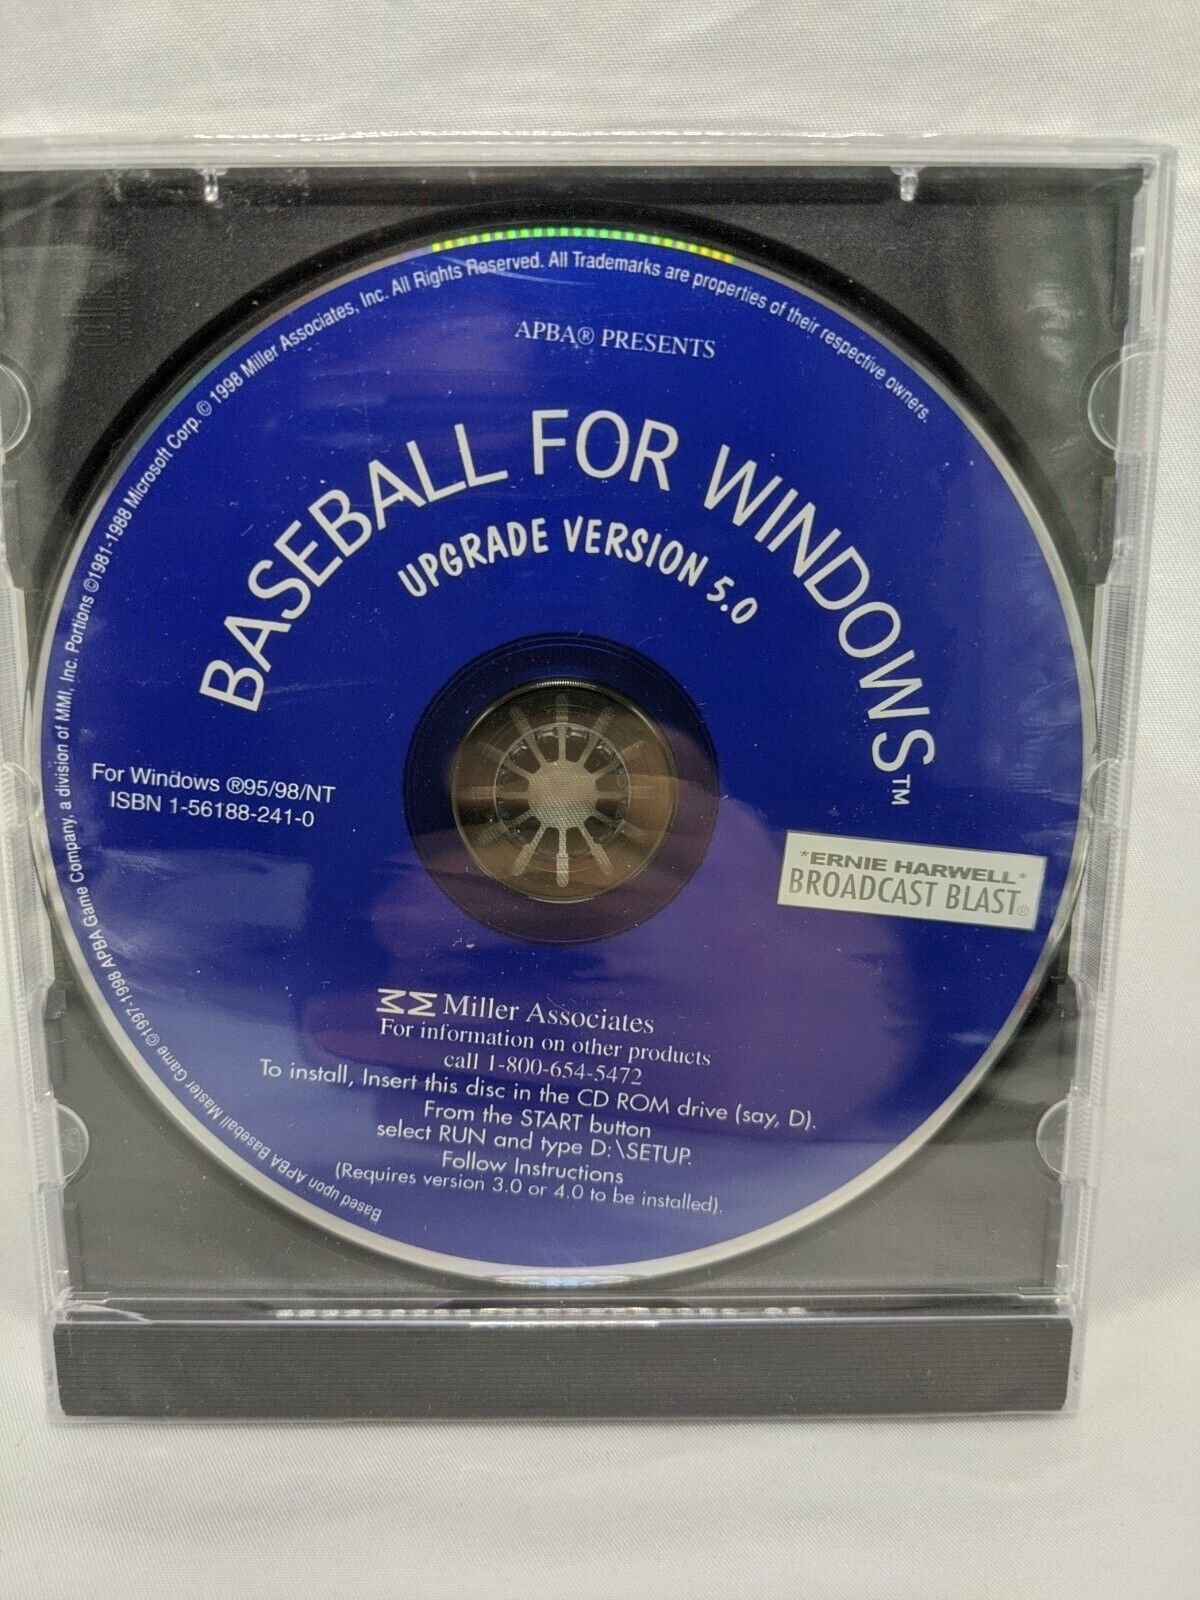 Based upon APBA Baseball Master Game ©1997-1998 APBA Game Company, a division of MMI, Inc. Portions ©1981-1988 Microsoft Corp. © 1998 Miller Associates, Inc. All Rights Reserved. All Trademarks are properties of their respective owners.
APBA® PRESENTS
BASEBALL FOR WINDOWS™
UPGRADE VERSION 5.0
For Windows ®95/98/NT
ISBN 1-56188-241-0
*ERNIE HARWELL*
BROADCAST BLAST®
Miller Associates
For information on other products
call 1-800-654-5472
To install, Insert this disc in the CD ROM drive (say, D).
From the START button
select RUN and type D:\SETUP.
Follow Instructions
(Requires version 3.0 or 4.0 to be installed).